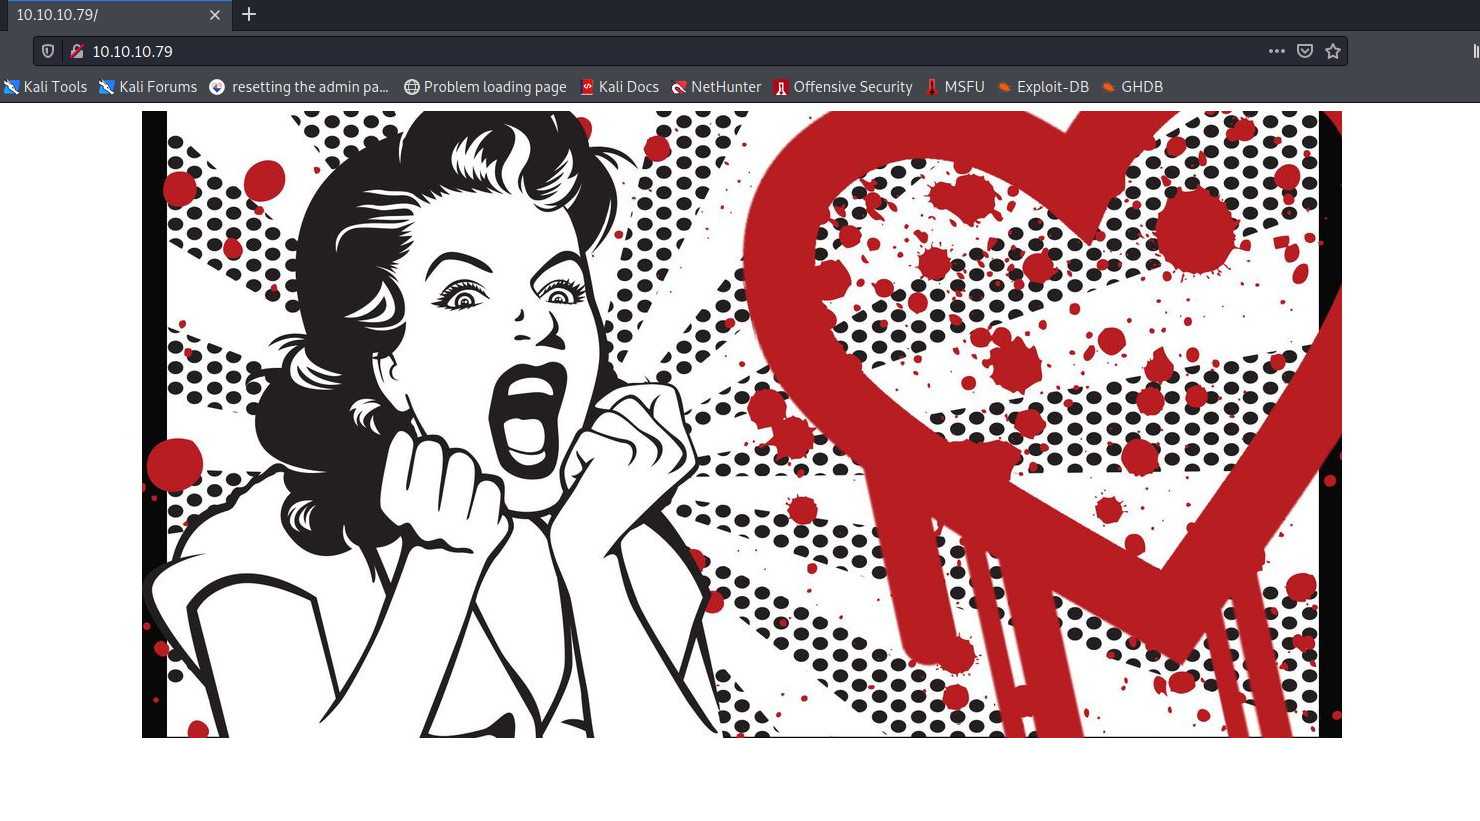 10.10.10.79/
10.10.10.79
Kali Tools Kali Forums resetting the admin pa... Problem loading page Kali Docs NetHunter Offensive Security MSFU Exploit-DB GHDB